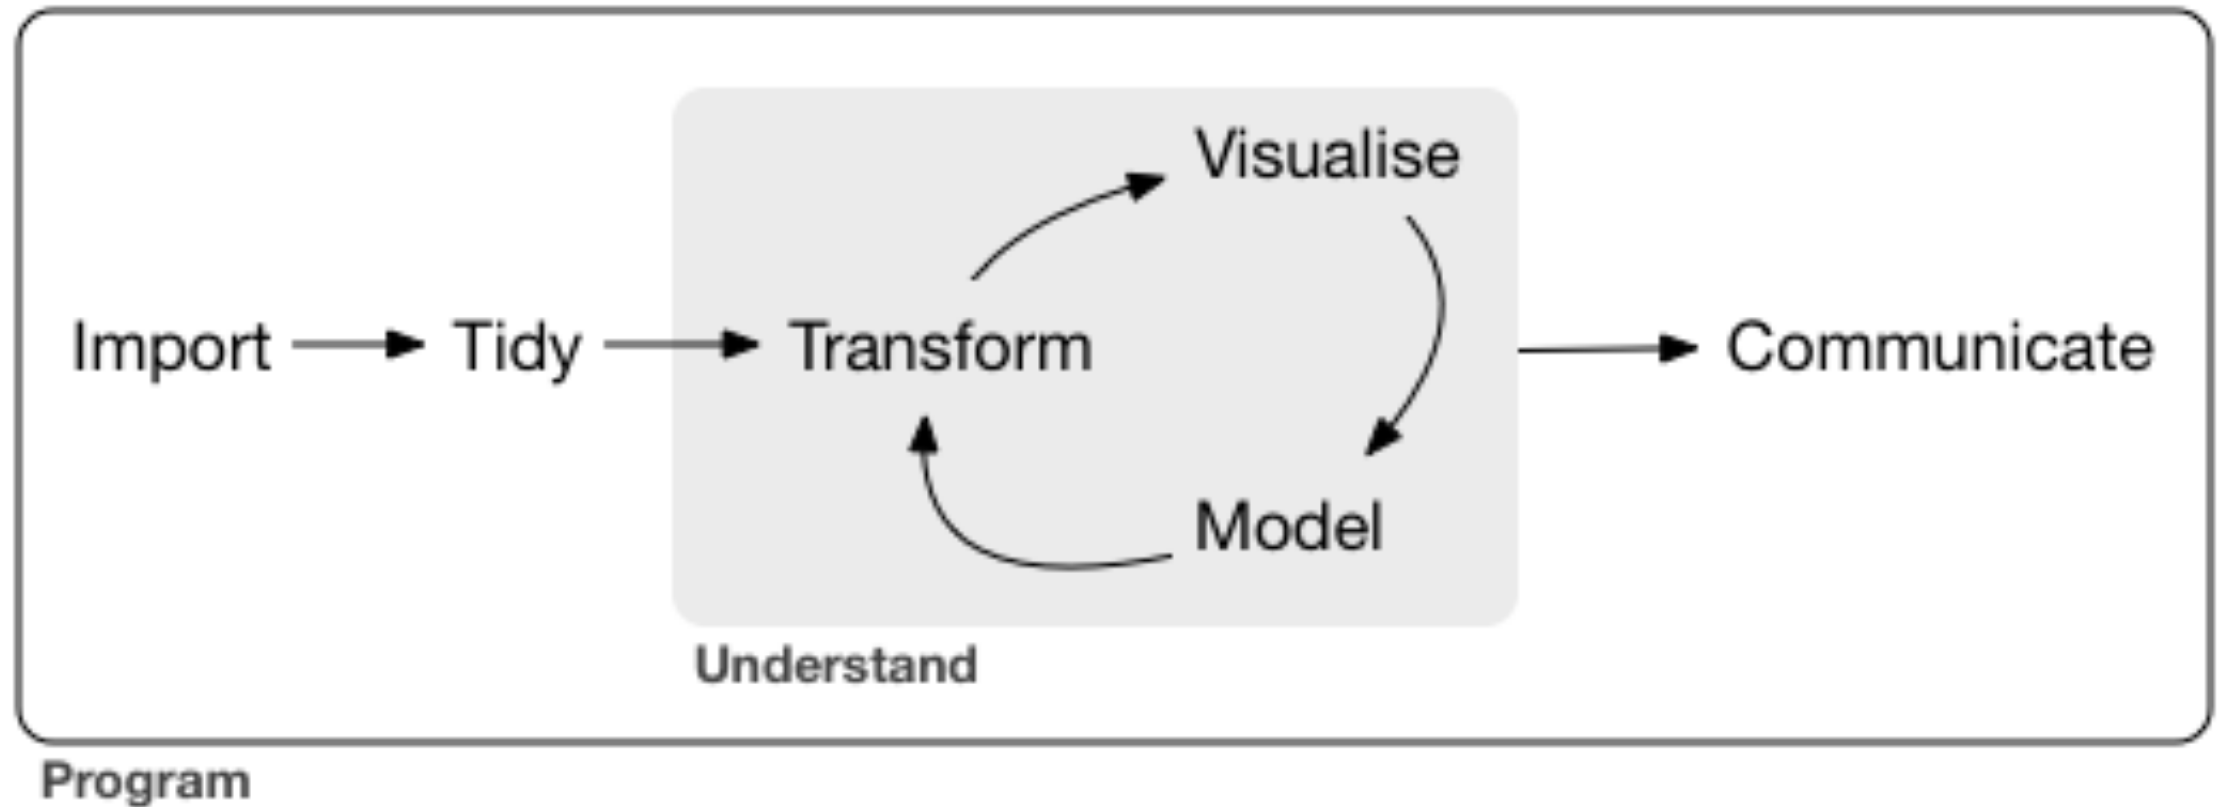 Visualise
Import
Tidy
Transform
Communicate
Model
Understand
Program